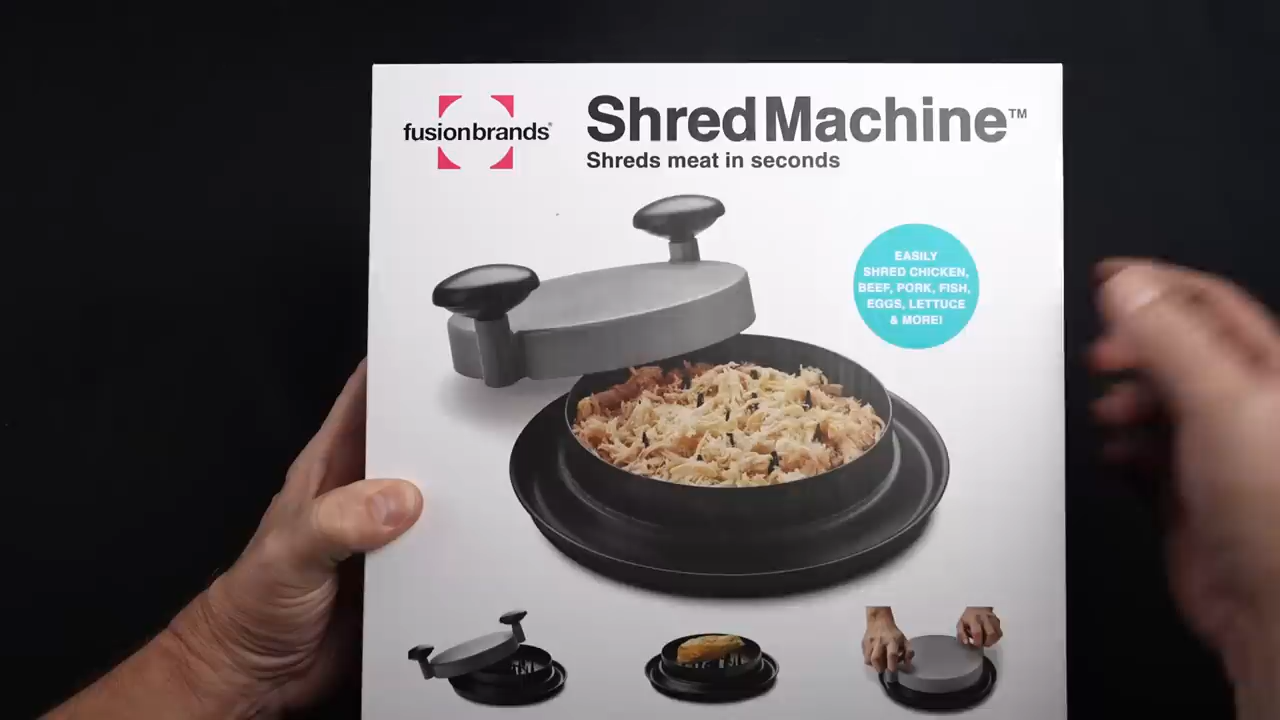 fusionbrands®
ShredMachine™
Shreds meat in seconds
EASILY
SHRED CHICKEN,
BEEF, PORK, FISH,
EGGS, LETTUCE
& MORE!